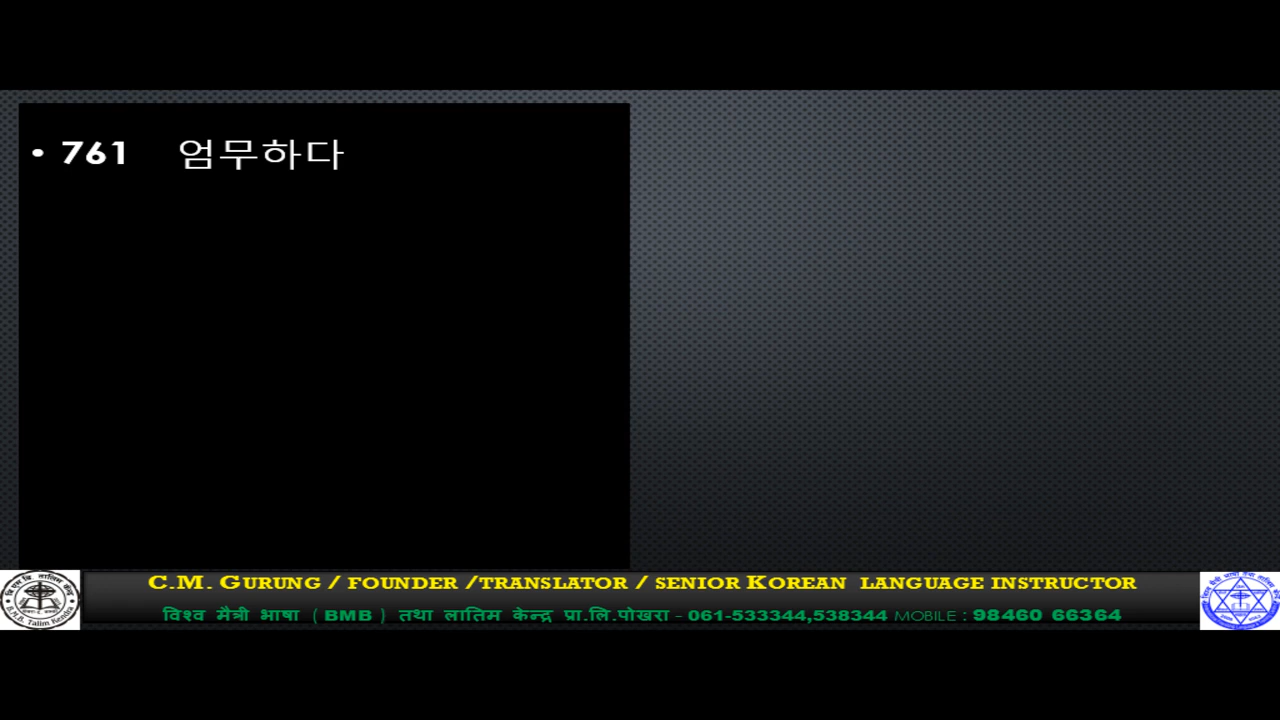 • 761 엄무하다
C.M. GURUNG / FOUNDER /TRANSLATOR / SENIOR KOREAN LANGUAGE INSTRUCTOR
विश्व मैत्री भाषा ( BMB ) तथा लातिम केन्द्र प्रा.लि.पोखरा - 061-533344,538344 MOBILE : 98460 66364